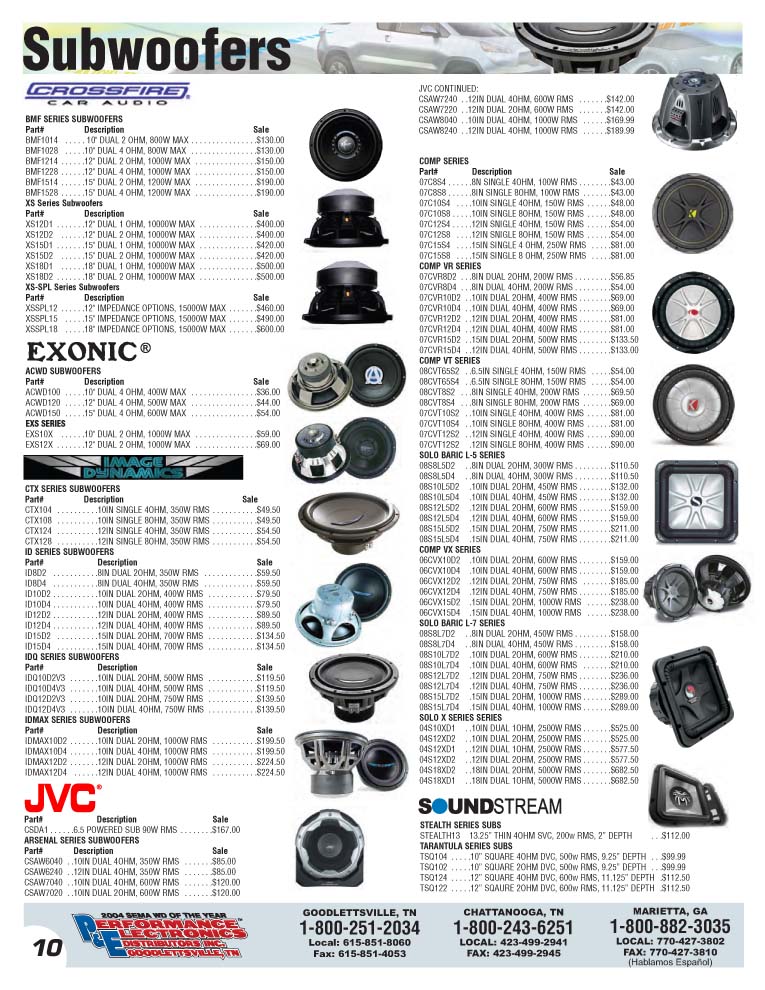 Subwoofers
CROSSFIRE
CAR AUDIO
BMF SERIES SUBWOOFERS
Part# Description Sale
BMF1014 .....10" DUAL 2 OHM, 800W MAX ...............$130.00
BMF1028 .....10" DUAL 4 OHM, 800W MAX ...............$130.00
BMF1214 .....12" DUAL 2 OHM, 1000W MAX ..............$150.00
BMF1228 .....12" DUAL 4 OHM, 1000W MAX ..............$150.00
BMF1514 .....15" DUAL 2 OHM, 1200W MAX ..............$190.00
BMF1528 .....15" DUAL 4 OHM, 1200W MAX ..............$190.00
XS Series Subwoofers
Part# Description Sale
XS12D1 ......12" DUAL 1 OHM, 10000W MAX .............$400.00
XS12D2 ......12" DUAL 2 OHM, 10000W MAX .............$400.00
XS15D1 ......15" DUAL 1 OHM, 10000W MAX .............$420.00
XS15D2 ......15" DUAL 2 OHM, 10000W MAX .............$420.00
XS18D1 ......18" DUAL 1 OHM, 10000W MAX .............$500.00
XS18D2 ......18" DUAL 2 OHM, 10000W MAX .............$500.00
XS-SPL Series Subwoofers
Part# Description Sale
XSSPL12 .....12" IMPEDANCE OPTIONS, 15000W MAX ......$460.00
XSSPL15 .....15" IMPEDANCE OPTIONS, 15000W MAX ......$490.00
XSSPL18 .....18" IMPEDANCE OPTIONS, 15000W MAX ......$600.00
EXONIC®
ACWD SUBWOOFERS
Part# Description Sale
ACWD100 .....10" DUAL 4 OHM, 400W MAX ...............$36.00
ACWD120 .....12" DUAL 4 OHM, 500W MAX ...............$44.00
ACWD150 .....15" DUAL 4 OHM, 600W MAX ...............$54.00
EXS SERIES
EXS10X ......10" DUAL 2 OHM, 1000W MAX ..............$59.00
EXS12X ......12" DUAL 2 OHM, 1000W MAX ..............$69.00
IMAGE
DYNAMICS
CTX SERIES SUBWOOFERS
Part# Description Sale
CTX104 ..........10IN SINGLE 4OHM, 350W RMS ..........$49.50
CTX108 ..........10IN SINGLE 8OHM, 350W RMS ..........$49.50
CTX124 ..........12IN SINGLE 4OHM, 350W RMS ..........$54.50
CTX128 ..........12IN SINGLE 8OHM, 350W RMS ..........$54.50
ID SERIES SUBWOOFERS
Part# Description Sale
ID8D2 ...........8IN DUAL 2OHM, 350W RMS ............$59.50
ID8D4 ...........8IN DUAL 4OHM, 350W RMS ............$59.50
ID10D2 ..........10IN DUAL 2OHM, 400W RMS ...........$79.50
ID10D4 ..........10IN DUAL 4OHM, 400W RMS ...........$79.50
ID12D2 ..........12IN DUAL 2OHM, 400W RMS ...........$89.50
ID12D4 ..........12IN DUAL 4OHM, 400W RMS ...........$89.50
ID15D2 ..........15IN DUAL 2OHM, 700W RMS ...........$134.50
ID15D4 ..........15IN DUAL 4OHM, 700W RMS ...........$134.50
IDQ SERIES SUBWOOFERS
Part# Description Sale
IDQ10D2V3 .......10IN DUAL 2OHM, 500W RMS ...........$119.50
IDQ10D4V3 .......10IN DUAL 4OHM, 500W RMS ...........$119.50
IDQ12D2V3 .......10IN DUAL 2OHM, 750W RMS ...........$139.50
IDQ12D4V3 .......10IN DUAL 4OHM, 750W RMS ...........$139.50
IDMAX SERIES SUBWOOFERS
Part# Description Sale
IDMAX10D2 .......10IN DUAL 2OHM, 1000W RMS ..........$199.50
IDMAX10D4 .......10IN DUAL 4OHM, 1000W RMS ..........$199.50
IDMAX12D2 .......12IN DUAL 2OHM, 1000W RMS ..........$224.50
IDMAX12D4 .......12IN DUAL 4OHM, 1000W RMS ..........$224.50
JVC®
Part# Description Sale
CSDA1 ......6.5 POWERED SUB 90W RMS ........$167.00
ARSENAL SERIES SUBWOOFERS
Part# Description Sale
CSAW6040 ..10IN DUAL 4OHM, 350W RMS .......$85.00
CSAW6240 ..12IN DUAL 4OHM, 350W RMS .......$85.00
CSAW7040 ..10IN DUAL 4OHM, 600W RMS .......$120.00
CSAW7020 ..10IN DUAL 2OHM, 600W RMS .......$120.00
JVC CONTINUED:
CSAW7240 ..12IN DUAL 4OHM, 600W RMS .......$142.00
CSAW7220 ..12IN DUAL 2OHM, 600W RMS .......$142.00
CSAW8040 ..10IN DUAL 4OHM, 1000W RMS ......$169.99
CSAW8240 ..12IN DUAL 4OHM, 1000W RMS ......$189.99
COMP SERIES
Part# Description Sale
07C8S4 ......8N SINGLE 4OHM, 100W RMS .......$43.00
07C8S8 ......8IN SINGLE 8OHM, 100W RMS ......$43.00
07C10S4 .....10IN SINGLE 4OHM, 150W RMS .....$48.00
07C10S8 .....10IN SINGLE 8OHM, 150W RMS .....$48.00
07C12S4 .....12IN SINGLE 4OHM, 150W RMS .....$54.00
07C12S8 .....12IN SINGLE 8OHM, 150W RMS .....$54.00
07C15S4 .....15IN SINGLE 4 OHM, 250W RMS ....$81.00
07C15S8 .....15IN SINGLE 8 OHM, 250W RMS ....$81.00
COMP VR SERIES
07CVR8D2 ...8IN DUAL 2OHM, 200W RMS ........$56.85
07CVR8D4 ...8IN DUAL 4OHM, 200W RMS ........$54.00
07CVR10D2 ..10IN DUAL 2OHM, 400W RMS .......$69.00
07CVR10D4 ..10IN DUAL 4OHM, 400W RMS .......$69.00
07CVR12D2 ..12IN DUAL 2OHM, 400W RMS .......$81.00
07CVR12D4 ..12IN DUAL 4OHM, 400W RMS .......$81.00
07CVR15D2 ..15IN DUAL 2OHM, 500W RMS .......$133.50
07CVR15D4 ..12IN DUAL 4OHM, 500W RMS .......$133.00
COMP VT SERIES
08CVT65S2 ..6.5IN SINGLE 4OHM, 150W RMS ....$54.00
08CVT65S4 ..6.5IN SINGLE 8OHM, 150W RMS ....$54.00
08CVT8S2 ...8IN SINGLE 4OHM, 200W RMS ......$69.50
08CVT8S4 ...8IN SINGLE 8OHM, 200W RMS ......$69.00
07CVT10S2 ..10IN SINGLE 4OHM, 400W RMS .....$81.00
07CVT10S4 ..10IN SINGLE 8OHM, 400W RMS .....$81.00
07CVT12S2 ..12IN SINGLE 4OHM, 400W RMS .....$90.00
07CVT12S2 ..12IN SINGLE 8OHM, 400W RMS .....$90.00
SOLO BARIC L-5 SERIES
08S8L5D2 ..8IN DUAL 2OHM, 300W RMS ........$110.50
08S8L5D4 ..8IN DUAL 4OHM, 300W RMS ........$110.50
08S10L5D2 .10IN DUAL 2OHM, 450W RMS .......$132.00
08S10L5D4 .10IN DUAL 4OHM, 450W RMS .......$132.00
08S12L5D2 .12IN DUAL 2OHM, 600W RMS .......$159.00
08S12L5D4 .12IN DUAL 4OHM, 600W RMS .......$159.00
08S15L5D2 .15IN DUAL 2OHM, 750W RMS .......$211.00
08S15L5D4 .15IN DUAL 4OHM, 750W RMS .......$211.00
COMP VX SERIES
06CVX10D2 ..10IN DUAL 2OHM, 600W RMS .......$159.00
06CVX10D4 ..10IN DUAL 4OHM, 600W RMS .......$159.00
06CVX12D2 ..12IN DUAL 2OHM, 750W RMS .......$185.00
06CVX12D4 ..12IN DUAL 4OHM, 750W RMS .......$185.00
06CVX15D2 ..15IN DUAL 2OHM, 1000W RMS ......$238.00
06CVX15D4 ..15IN DUAL 4OHM, 1000W RMS ......$238.00
SOLO BARIC L-7 SERIES
08S8L7D2 ..8IN DUAL 2OHM, 450W RMS ........$158.00
08S8L7D4 ..8IN DUAL 4OHM, 450W RMS ........$158.00
08S10L7D2 .10IN DUAL 2OHM, 600W RMS .......$210.00
08S10L7D4 .10IN DUAL 4OHM, 600W RMS .......$210.00
08S12L7D2 .12IN DUAL 2OHM, 750W RMS .......$236.00
08S12L7D4 .12IN DUAL 4OHM, 750W RMS .......$236.00
08S15L7D2 .15IN DUAL 2OHM, 1000W RMS ......$289.00
08S15L7D4 .15IN DUAL 4OHM, 1000W RMS ......$289.00
SOLO X SERIES SERIES
04S10XD1 ..10IN DUAL 1OHM, 2500W RMS ......$525.00
04S12XD2 ..10IN DUAL 2OHM, 2500W RMS ......$525.00
04S12XD1 ..12IN DUAL 1OHM, 2500W RMS ......$577.50
04S12XD2 ..12IN DUAL 2OHM, 2500W RMS ......$577.50
04S18XD2 ..18IN DUAL 2OHM, 5000W RMS ......$682.50
04S18XD1 ..18IN DUAL 1OHM, 5000W RMS ......$682.50
SOUNDSTREAM
STEALTH SERIES SUBS
STEALTH13 13.25" THIN 4OHM SVC, 200w RMS, 2" DEPTH ...$112.00
TARANTULA SERIES SUBS
TSQ104 .....10" SQUARE 4OHM DVC, 500w RMS, 9.25" DEPTH ...$99.99
TSQ102 .....10" SQUARE 2OHM DVC, 500w RMS, 9.25" DEPTH ...$99.99
TSQ124 .....12" SQUARE 4OHM DVC, 600w RMS, 11.125" DEPTH .$112.50
TSQ122 .....12" SQUARE 2OHM DVC, 600w RMS, 11.125" DEPTH .$112.50
10
2004 SEMA WD OF THE YEAR
P&E
PERFORMANCE
ELECTRONICS
DISTRIBUTORS INC.
GOODLETTSVILLE, TN
GOODLETTSVILLE, TN
1-800-251-2034
Local: 615-851-8060
Fax: 615-851-4053
CHATTANOOGA, TN
1-800-243-6251
LOCAL: 423-499-2941
FAX: 423-499-2945
MARIETTA, GA
1-800-882-3035
LOCAL: 770-427-3802
FAX: 770-427-3810
(Hablamos Español)